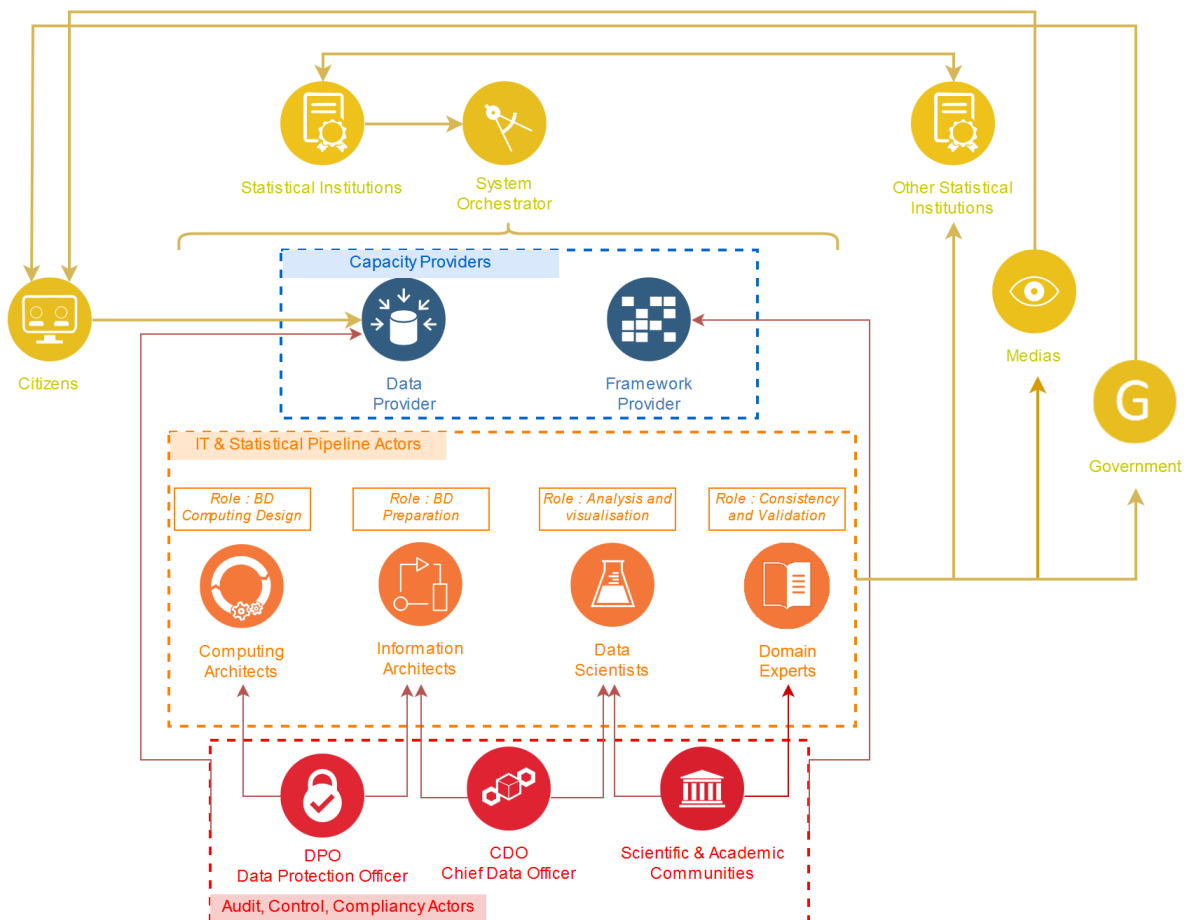 Statistical Institutions
System
Orchestrator
Other Statistical
Institutions
Capacity Providers
Citizens
Data
Provider
Framework
Provider
Medias
G
Government
IT & Statistical Pipeline Actors
Role : BD
Computing Design
Role : BD
Preparation
Role : Analysis and
visualisation
Role : Consistency
and Validation
Computing
Architects
Information
Architects
Data
Scientists
Domain
Experts
DPO
Data Protection Officer
CDO
Chief Data Officer
Scientific & Academic
Communities
Audit, Control, Compliancy Actors